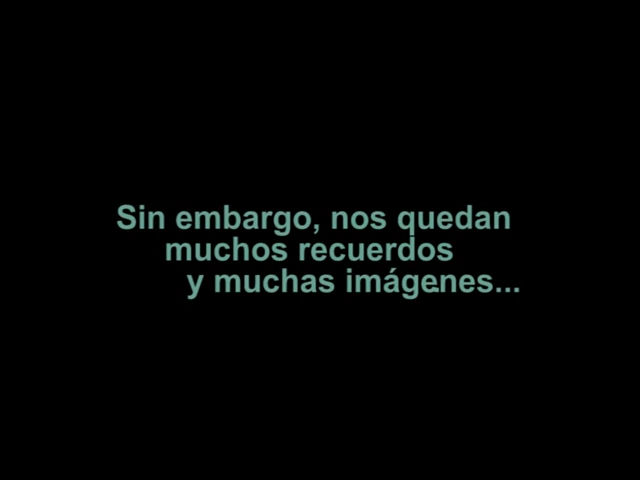 Sin embargo, nos quedan
muchos recuerdos
y muchas imágenes...